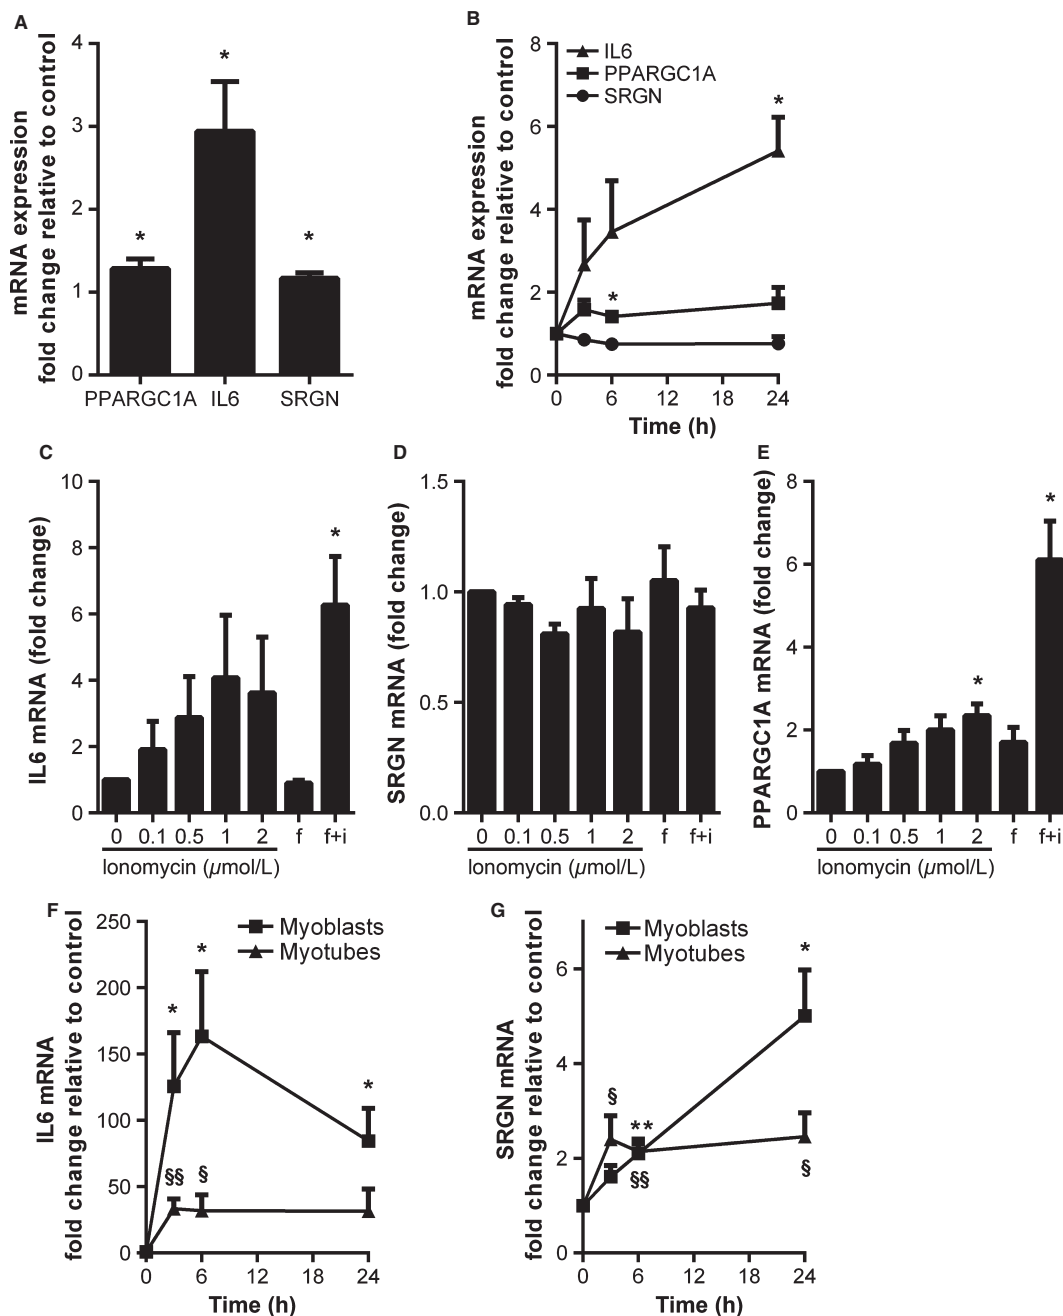 A
mRNA expression
fold change relative to control
4
3
2
1
0
*
*
*
PPARGC1A IL6 SRGN
B
mRNA expression
fold change relative to control
8
6
4
2
0
IL6
PPARGC1A
SRGN
*
*
0 6 12 18 24
Time (h)
C
IL6 mRNA (fold change)
10
8
6
4
2
0
*
0 0.1 0.5 1 2 f f+i
Ionomycin (µmol/L)
D
SRGN mRNA (fold change)
1.5
1.0
0.5
0.0
0 0.1 0.5 1 2 f f+i
Ionomycin (µmol/L)
E
PPARGC1A mRNA (fold change)
8
6
4
2
0
*
*
0 0.1 0.5 1 2 f f+i
Ionomycin (µmol/L)
F
IL6 mRNA
fold change relative to control
250
200
150
100
50
0
Myoblasts
Myotubes
*
*
*
§§ §
0 6 12 18 24
Time (h)
G
SRGN mRNA
fold change relative to control
6
4
2
0
Myoblasts
Myotubes
*
§
**
§§
§
0 6 12 18 24
Time (h)